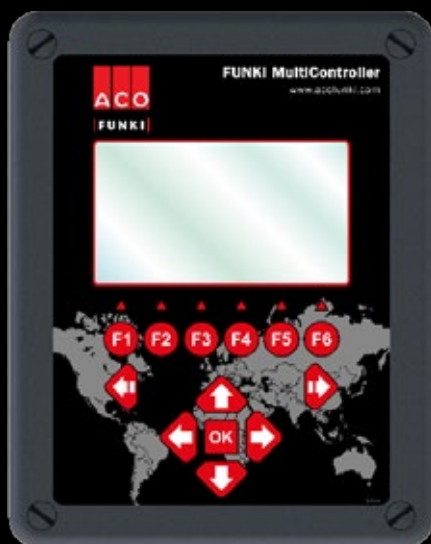 FUNKI MultiController
www.acofunki.com
ACO
FUNKI
F1 F2 F3 F4 F5 F6
OK